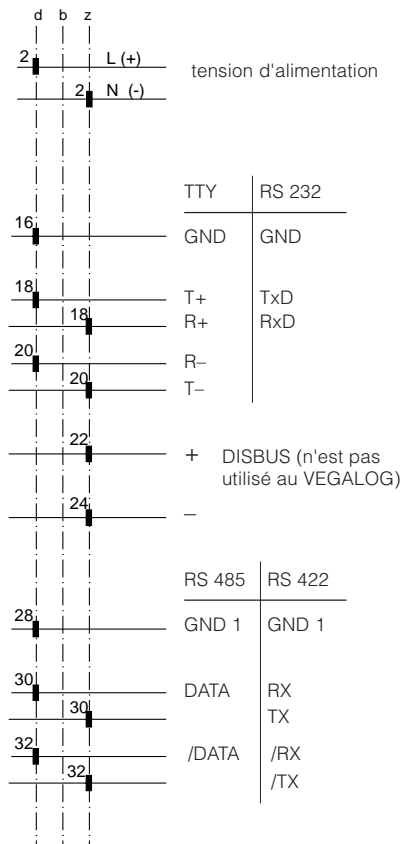 d b z
2 L (+) tension d'alimentation
2 N (-)
TTY RS 232
16 GND GND
18 T+ TxD
18 R+ RxD
20 R–
20 T–
22 + DISBUS (n'est pas
utilisé au VEGALOG)
24 –
RS 485 RS 422
28 GND 1 GND 1
30 DATA RX
30 TX
32 /DATA /RX
32 /TX